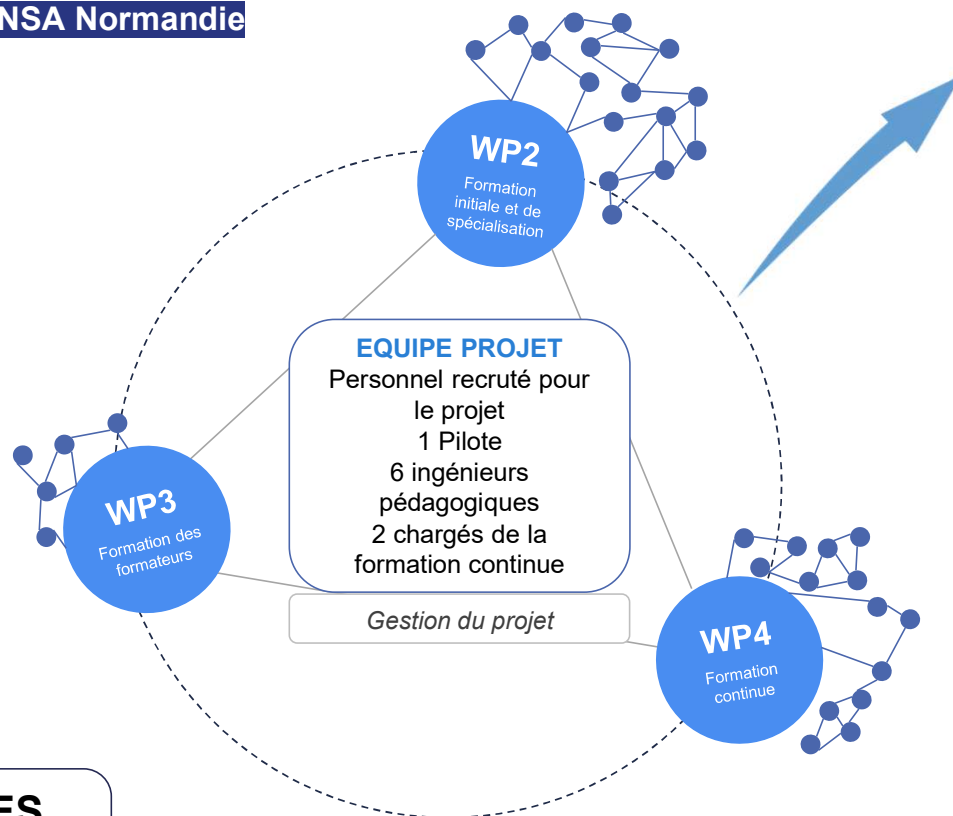 NSA Normandie
WP2
Formation
initiale et de
spécialisation
EQUIPE PROJET
Personnel recruté pour
le projet
1 Pilote
6 ingénieurs
pédagogiques
2 chargés de la
formation continue
Gestion du projet
WP3
Formation des
formateurs
WP4
Formation
continue
ES